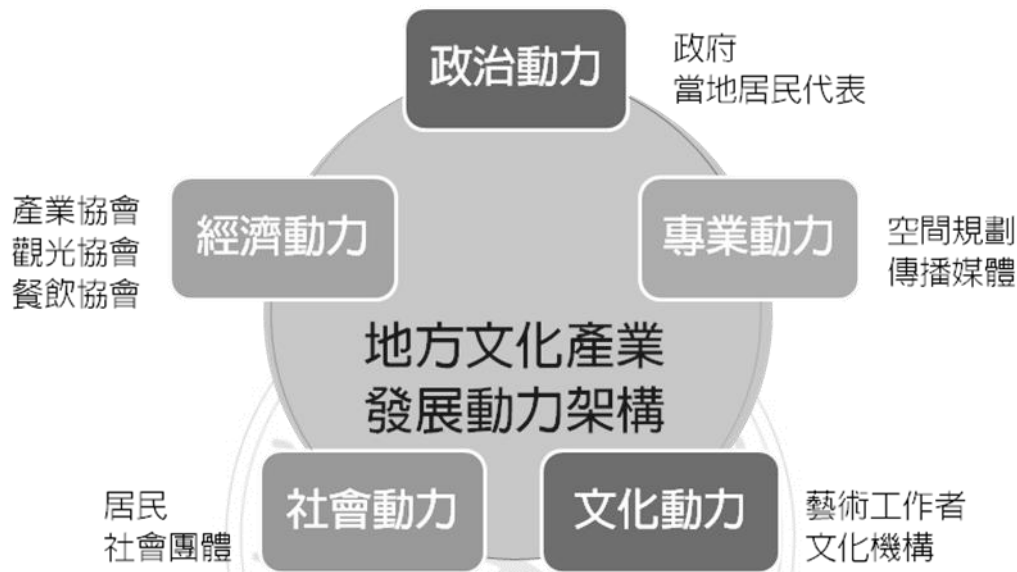 政治動力
政府
當地居民代表
產業協會
觀光協會
餐飲協會
經濟動力
專業動力
空間規劃
傳播媒體
地方文化產業
發展動力架構
居民
社會團體
社會動力
文化動力
藝術工作者
文化機構